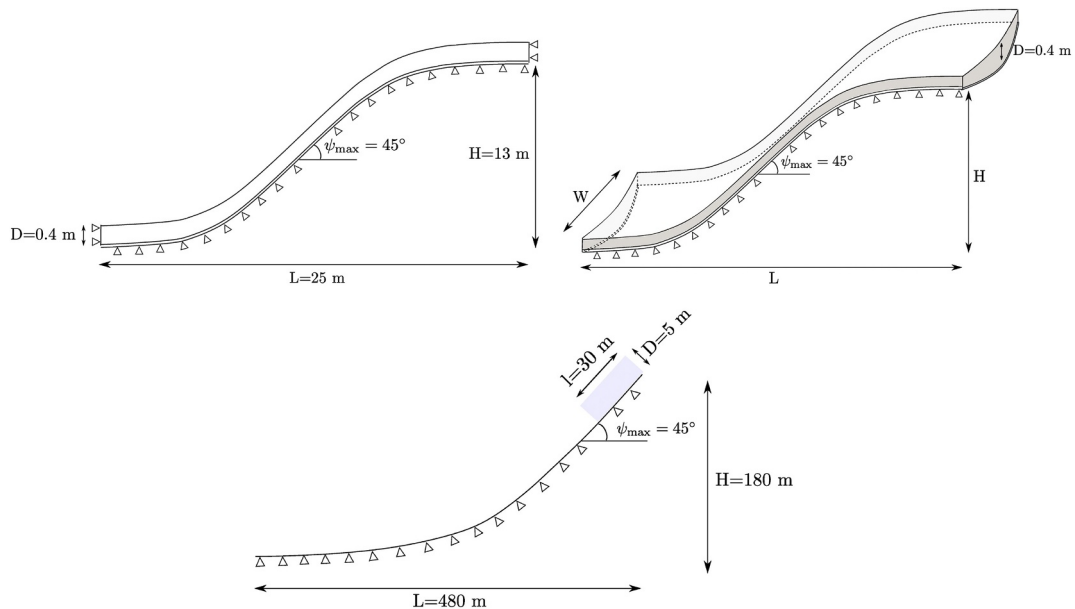 D=0.4 m
ψmax = 45°
H=13 m
D=0.4 m
L=25 m
W
ψmax = 45°
H
L
D=5 m
l=30 m
ψmax = 45°
H=180 m
L=480 m